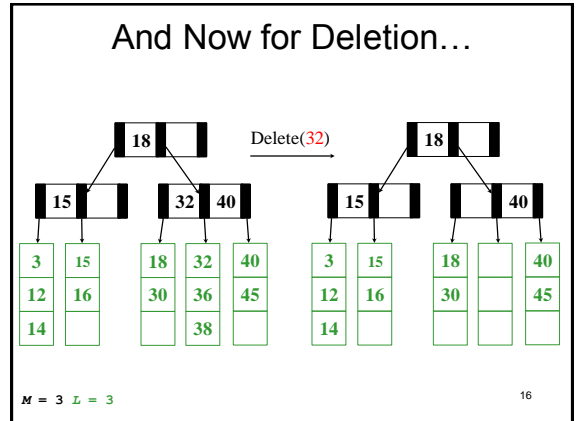 And Now for Deletion…
18 Delete(32) 18
15 32 40 15 40
3 15 18 32 40 3 15 18 40
12 16 30 36 45 12 16 30 45
14 38 14
M = 3 L = 3 16